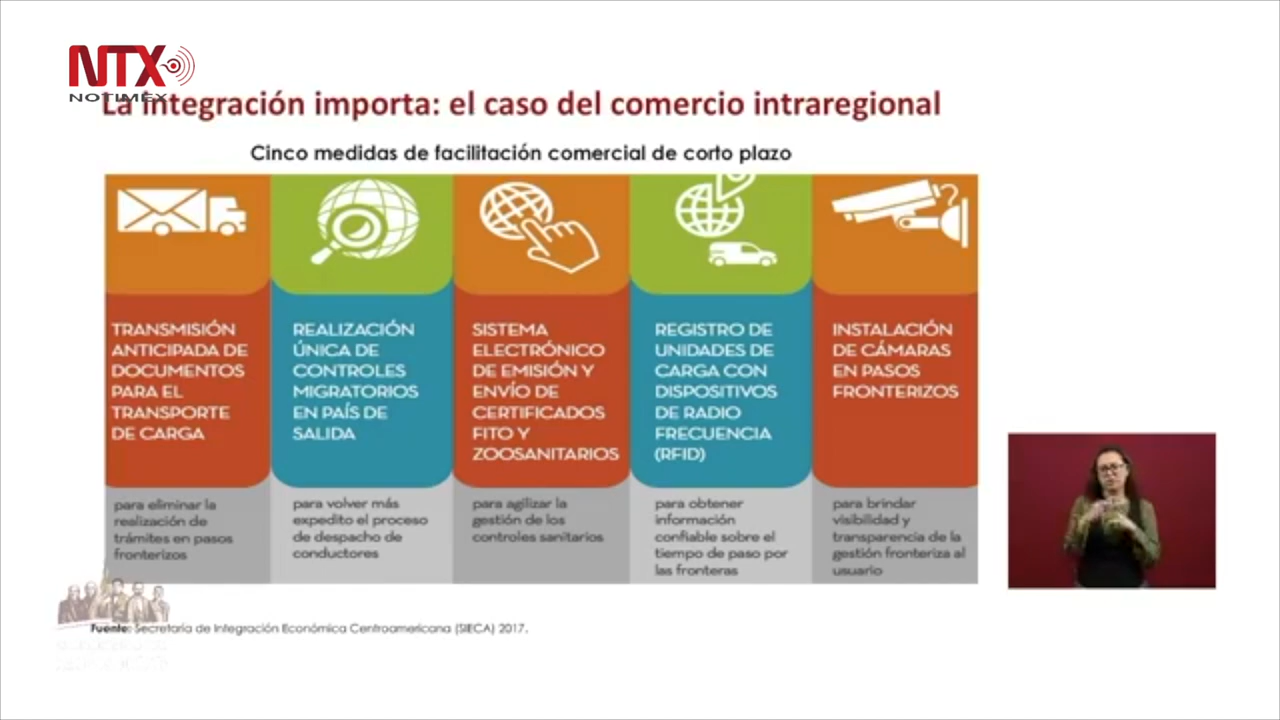 NTX
NOTIMEX
La integración importa: el caso del comercio intraregional
Cinco medidas de facilitación comercial de corto plazo
TRANSMISIÓN
ANTICIPADA DE
DOCUMENTOS
PARA EL
TRANSPORTE
DE CARGA
para eliminar la
realización de
trámites en pasos
fronterizos
REALIZACIÓN
ÚNICA DE
CONTROLES
MIGRATORIOS
EN PAÍS DE
SALIDA
para volver más
expedito el proceso
de despacho de
conductores
SISTEMA
ELECTRÓNICO
DE EMISIÓN Y
ENVÍO DE
CERTIFICADOS
FITO Y
ZOOSANITARIOS
para agilizar la
gestión de los
controles sanitarios
REGISTRO DE
UNIDADES DE
CARGA CON
DISPOSITIVOS
DE RADIO
FRECUENCIA
(RFID)
para obtener
información
confiable sobre el
tiempo de paso por
las fronteras
INSTALACIÓN
DE CÁMARAS
EN PASOS
FRONTERIZOS
para brindar
visibilidad y
transparencia de la
gestión fronteriza al
usuario
Fuente: Secretaría de Integración Económica Centroamericana (SIECA) 2017.